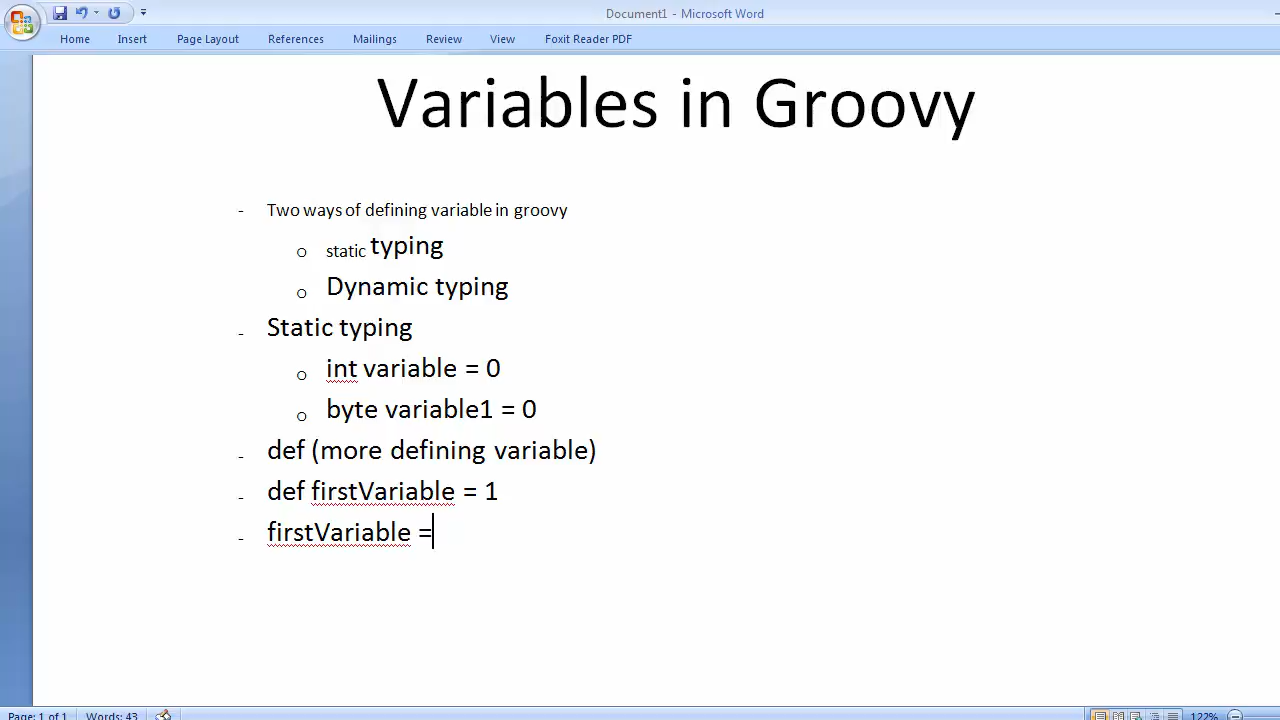 Document1 - Microsoft Word
Home Insert Page Layout References Mailings Review View Foxit Reader PDF
Variables in Groovy
- Two ways of defining variable in groovy
o static typing
o Dynamic typing
- Static typing
o int variable = 0
o byte variable1 = 0
- def (more defining variable)
- def firstVariable = 1
- firstVariable =
Page: 1 of 1 Words: 43 122%